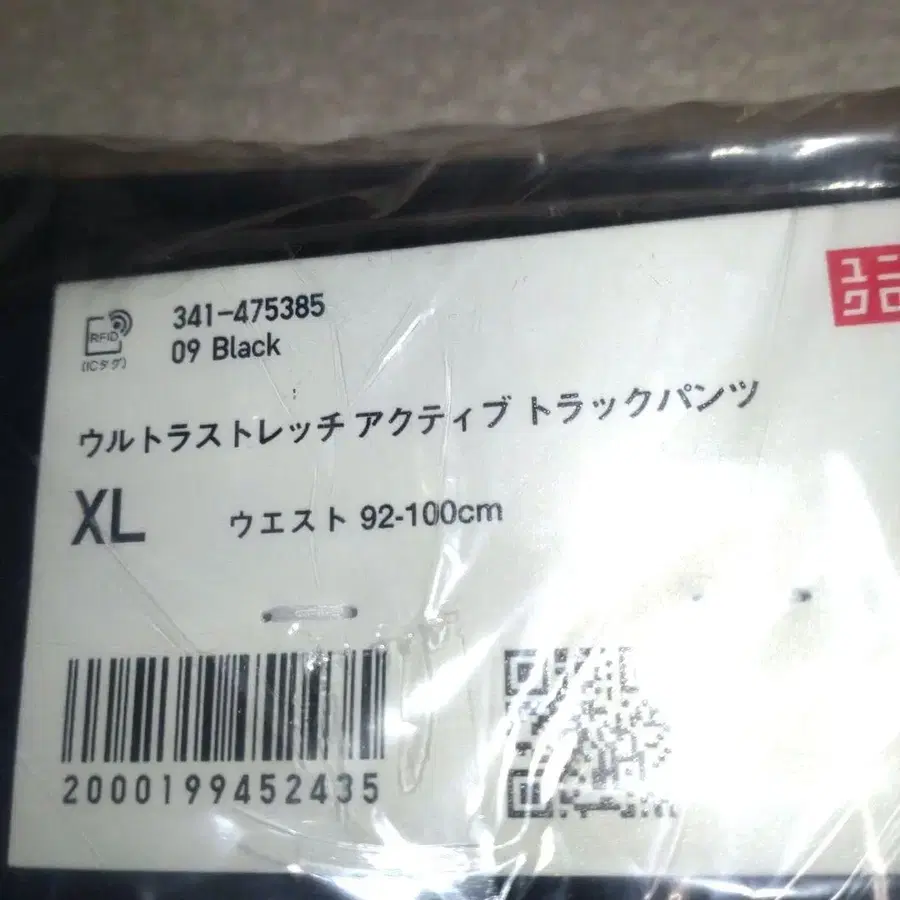 341-475385
09 Black
RFID
(ICタグ)
ユニ
クロ
ウルトラストレッチ アクティブ トラックパンツ
XL ウエスト 92-100cm
2000199452435